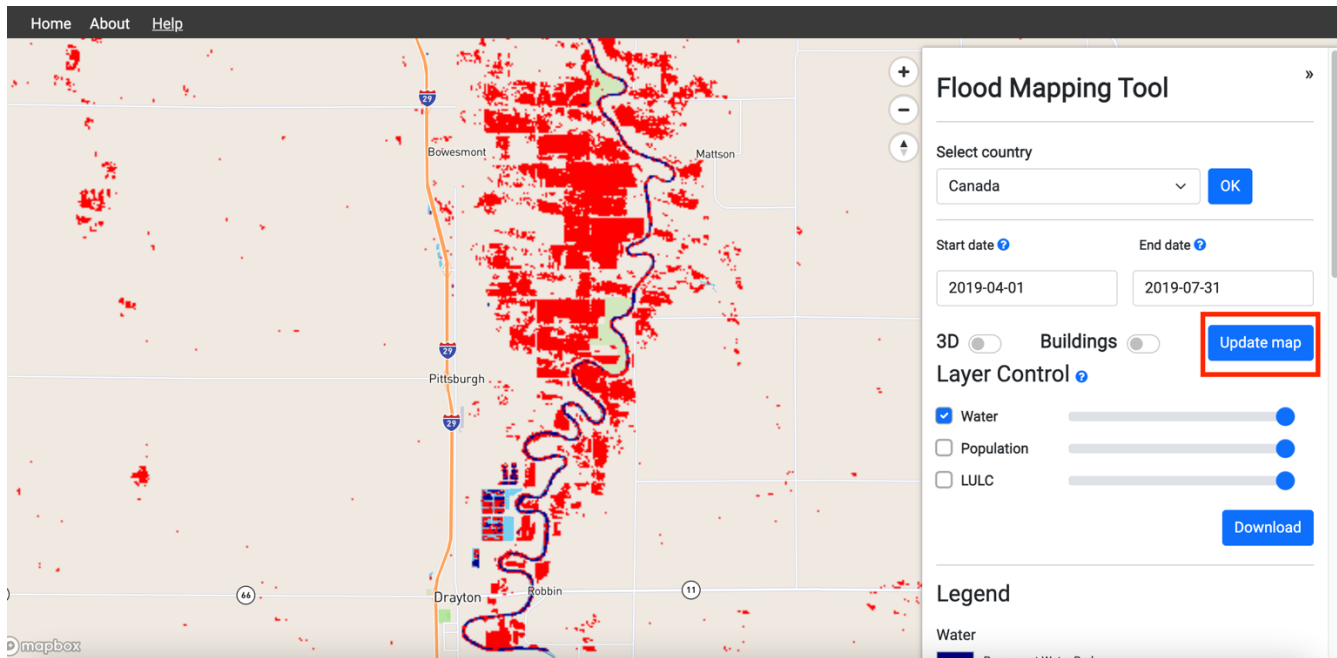 Home About Help
29
Bowesmont
Mattson
29
Pittsburgh
29
66
11
Drayton
Robbin
mapbox
»
Flood Mapping Tool
Select country
Canada OK
Start date End date
2019-04-01 2019-07-31
3D Buildings Update map
Layer Control
Water
Population
LULC
Download
Legend
Water